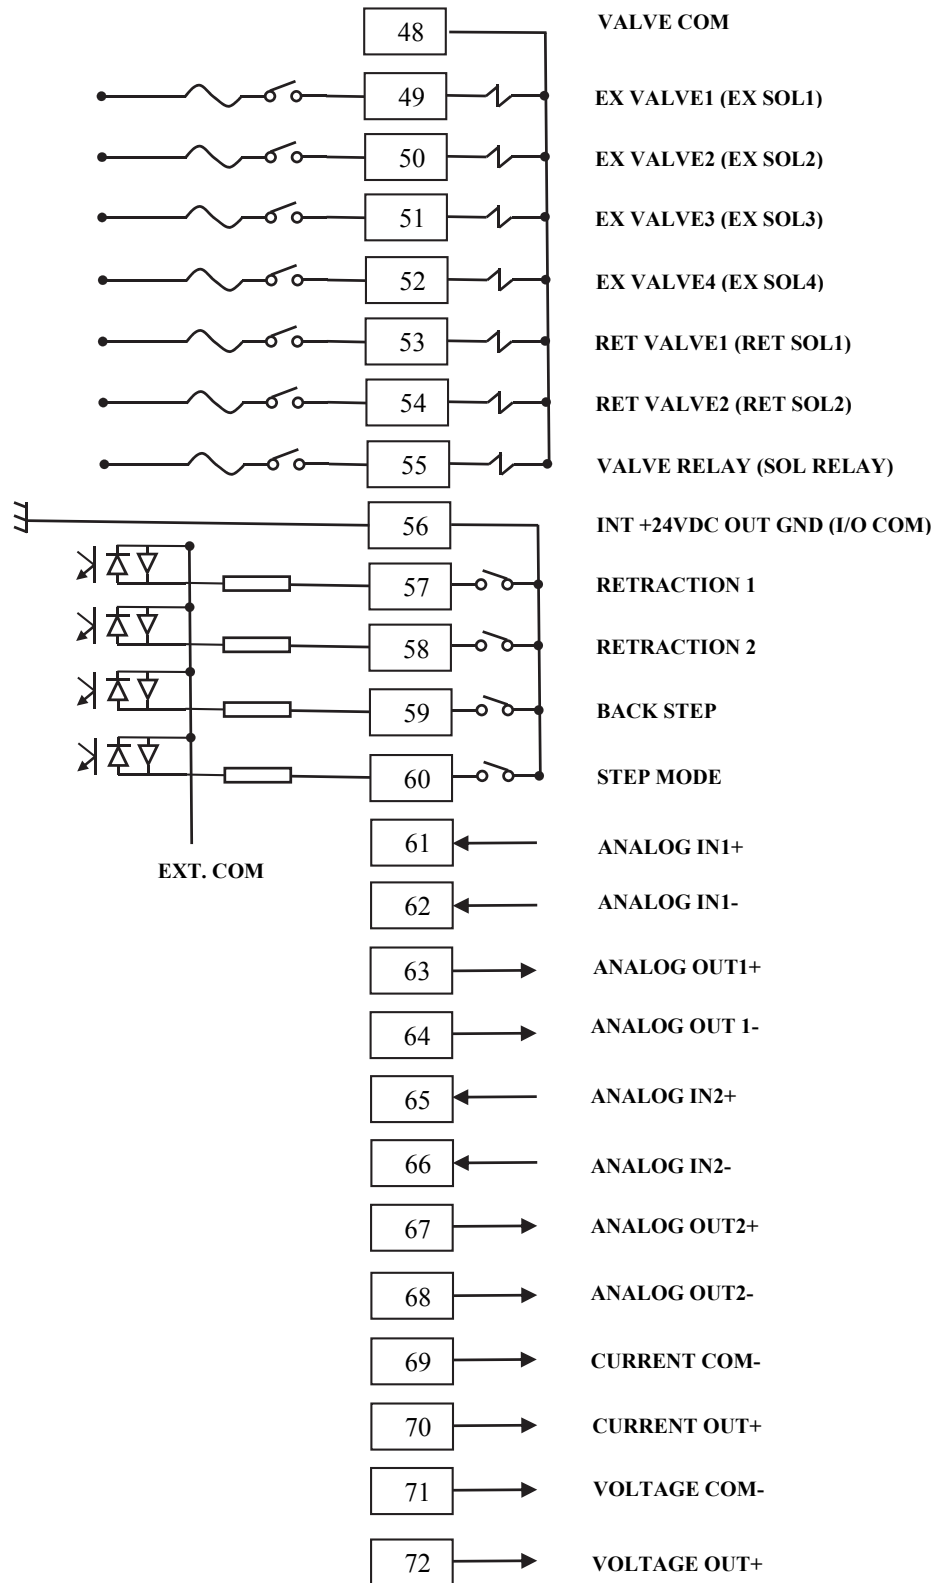 48 VALVE COM
49 EX VALVE1 (EX SOL1)
50 EX VALVE2 (EX SOL2)
51 EX VALVE3 (EX SOL3)
52 EX VALVE4 (EX SOL4)
53 RET VALVE1 (RET SOL1)
54 RET VALVE2 (RET SOL2)
55 VALVE RELAY (SOL RELAY)
56 INT +24VDC OUT GND (I/O COM)
57 RETRACTION 1
58 RETRACTION 2
59 BACK STEP
60 STEP MODE
61 ANALOG IN1+
EXT. COM
62 ANALOG IN1-
63 ANALOG OUT1+
64 ANALOG OUT 1-
65 ANALOG IN2+
66 ANALOG IN2-
67 ANALOG OUT2+
68 ANALOG OUT2-
69 CURRENT COM-
70 CURRENT OUT+
71 VOLTAGE COM-
72 VOLTAGE OUT+